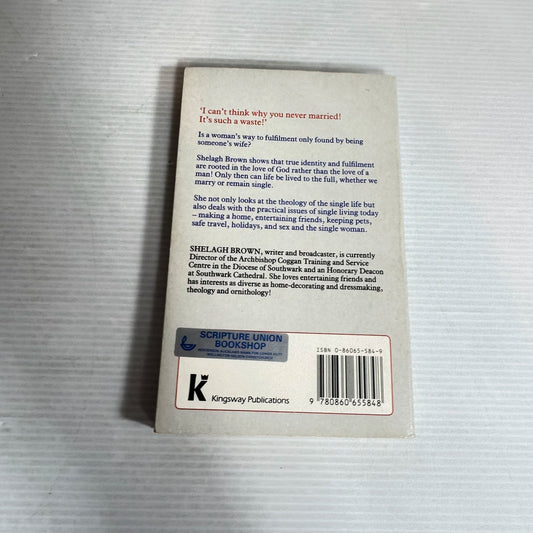 ‘I can't think why you never married!
It's such a waste!’
Is a woman's way to fulfilment only found by being
someone's wife?
Shelagh Brown shows that true identity and fulfilment
are rooted in the love of God rather than the love of a
man! Only then can life be lived to the full, whether we
marry or remain single.
She not only looks at the theology of the single life but
also deals with the practical issues of single living today
– making a home, entertaining friends, keeping pets,
safe travel, holidays, and sex and the single woman.
SHELAGH BROWN, writer and broadcaster, is currently
Director of the Archbishop Coggan Training and Service
Centre in the Diocese of Southwark and an Honorary Deacon
at Southwark Cathedral. She loves entertaining friends and
has interests as diverse as home-decorating and dressmaking,
theology and ornithology!
SCRIPTURE UNION
BOOKSHOP
K
Kingsway Publications
ISBN 0-86065-584-9
9 780860 655848